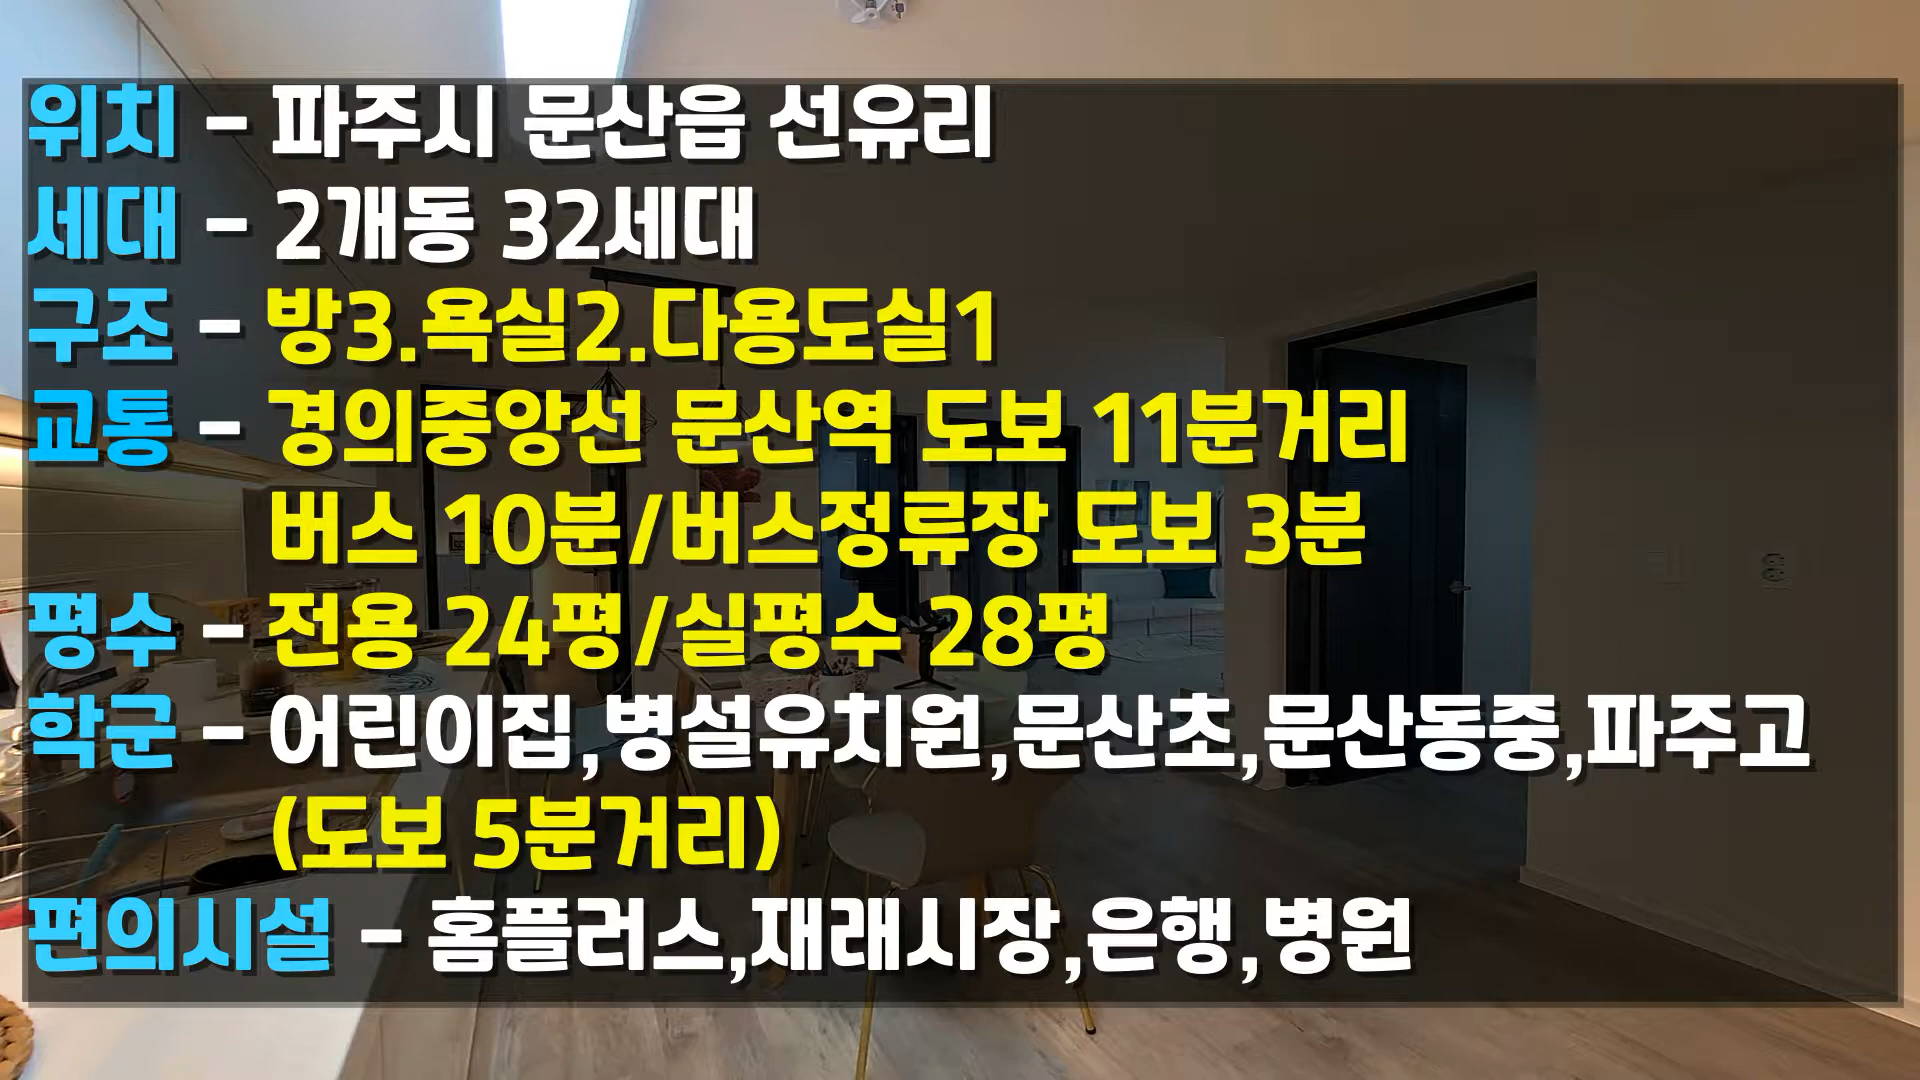 위치 - 파주시 문산읍 선유리
세대 - 2개동 32세대
구조 - 방3.욕실2.다용도실1
교통 - 경의중앙선 문산역 도보 11분거리
버스 10분/버스정류장 도보 3분
평수 - 전용 24평/실평수 28평
학군 - 어린이집,병설유치원,문산초,문산동중,파주고
(도보 5분거리)
편의시설 - 홈플러스,재래시장,은행,병원